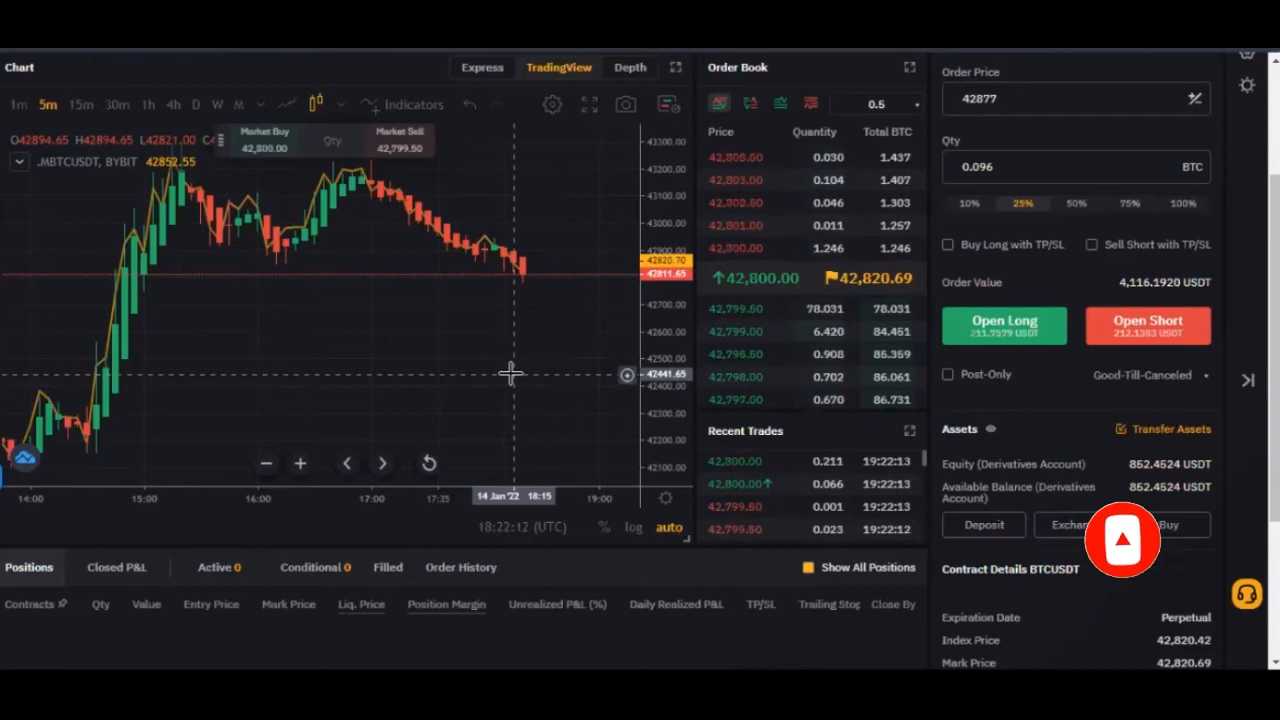 Chart
Express TradingView Depth
1m 5m 15m 30m 1h 4h D W M Indicators
O42894.65 H42894.65 L42821.00
Market Buy
42,800.00
Qty
Market Sell
42,799.50
.MBTCUSDT, BYBIT 42852.55
43300.00
43200.00
43100.00
43000.00
42900.00
42820.70
42811.65
42700.00
42600.00
42500.00
42441.65
42400.00
42300.00
42200.00
42100.00
14:00 15:00 16:00 17:00 17:35 14 Jan '22 18:15 19:00
18:22:12 (UTC) % log auto
Order Book
0.5
Price Quantity Total BTC
0.030 1.437
42,803.00 0.104 1.407
0.046 1.303
42,801.00 0.011 1.257
42,800.00 1.246 1.246
42,800.00 42,820.69
42,799.50 78.031 78.031
42,799.00 6.420 84.451
0.908 85.359
42,798.00 0.702 86.061
42,797.00 0.670 86.731
Recent Trades
42,800.00 0.211 19:22:13
42,800.00 0.066 19:22:13
42,799.50 0.001 19:22:13
42,799.50 0.023 19:22:12
Order Price
42877
Qty
0.096 BTC
10% 25% 50% 75% 100%
Buy Long with TP/SL Sell Short with TP/SL
Order Value 4,116.1920 USDT
Open Long
211.7579 USDT
Open Short
212.1383 USDT
Post-Only Good-Till-Canceled
Assets Transfer Assets
Equity (Derivatives Account) 852.4524 USDT
Available Balance (Derivatives Account) 852.4524 USDT
Deposit Buy
Contract Details BTCUSDT
Expiration Date Perpetual
Index Price 42,820.42
Mark Price 42,820.69
Positions Closed P&L Active 0 Conditional 0 Filled Order History Show All Positions
Contracts Qty Value Entry Price Mark Price Liq. Price Position Margin Unrealized P&L (%) Daily Realized P&L TP/SL Trailing Stop Close By